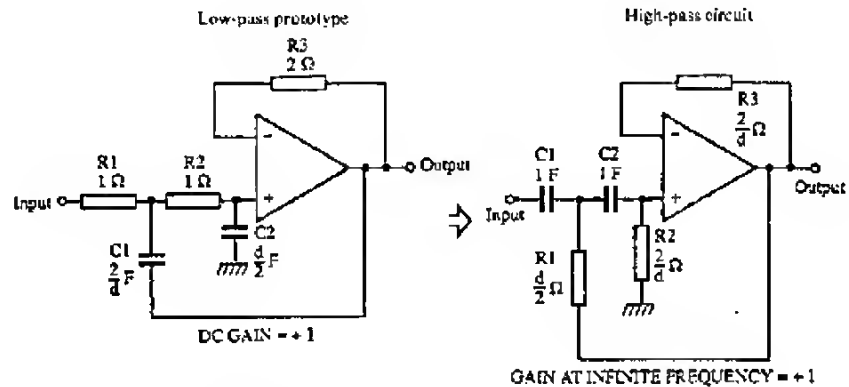 Low-pass prototype
R3
2 Ω
R1
1 Ω
R2
1 Ω
Input
-
+
Output
C1
2/d F
C2
d/2 F
DC GAIN = + 1
High-pass circuit
R3
2/d Ω
C1
1 F
C2
1 F
Input
-
+
Output
R1
d/2 Ω
R2
2/d Ω
GAIN AT INFINITE FREQUENCY = + 1